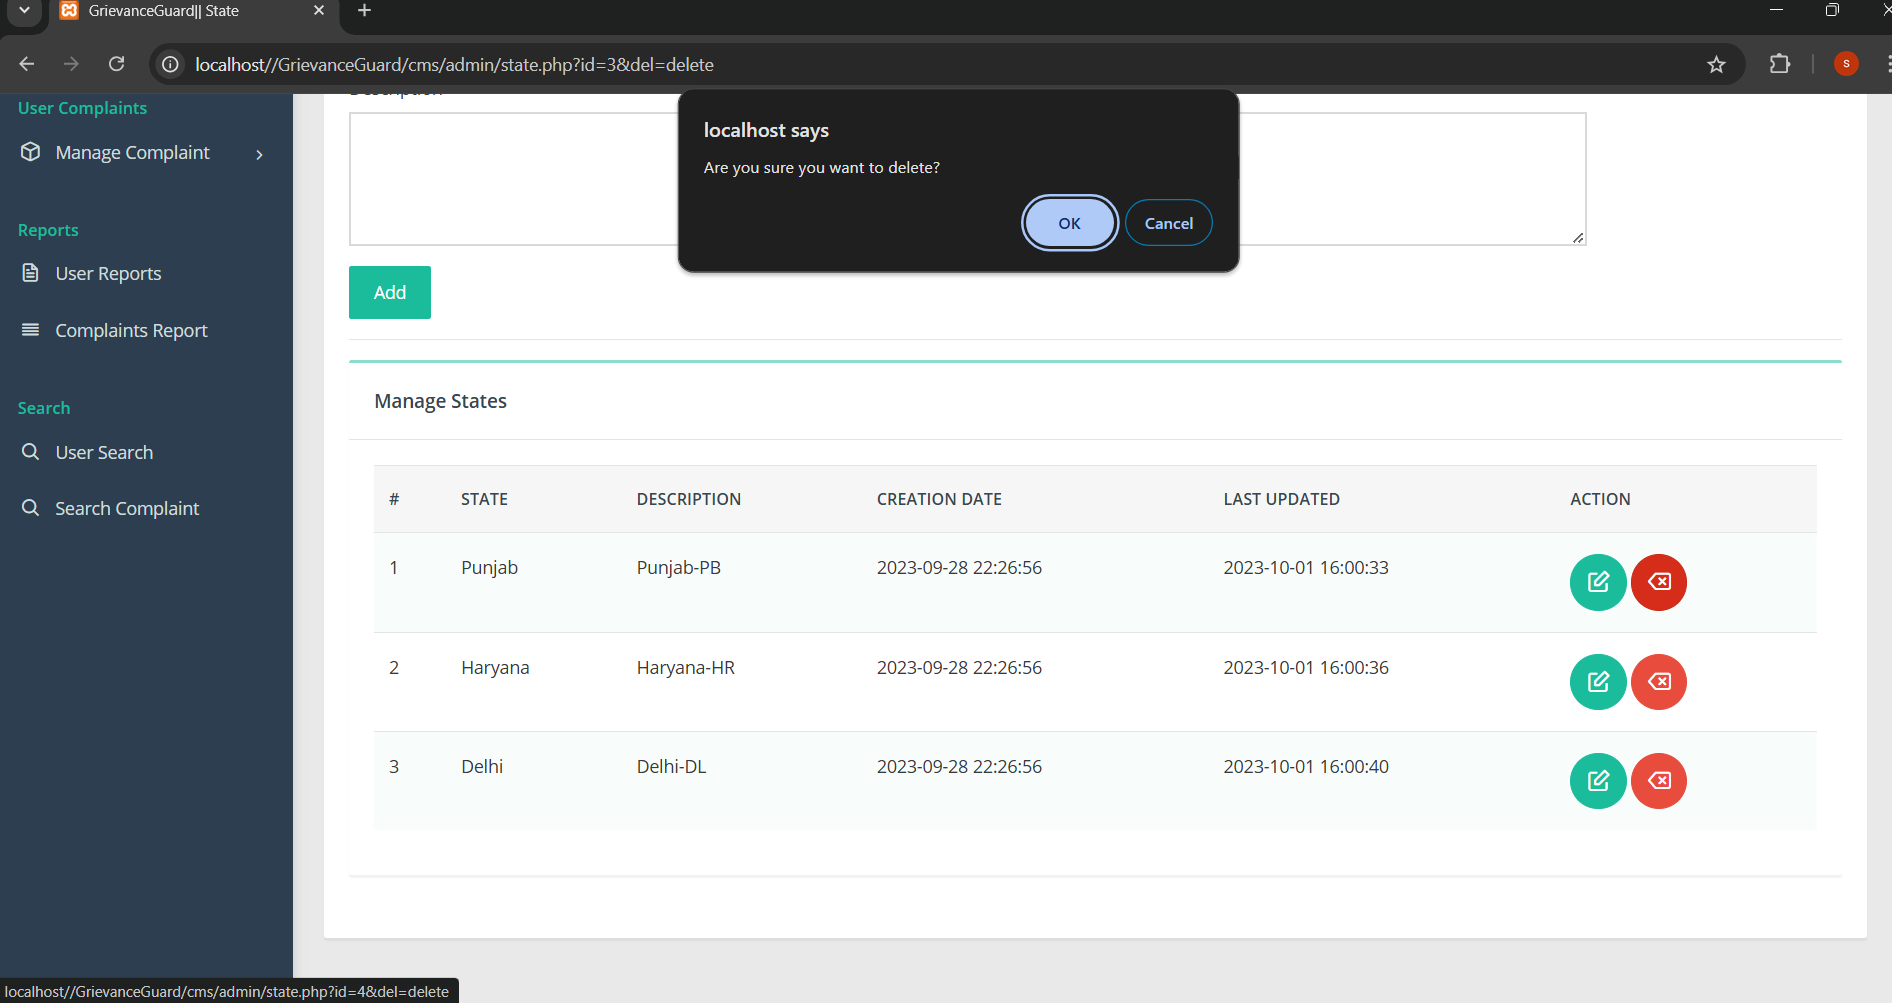 GrievanceGuard|| State
localhost//GrievanceGuard/cms/admin/state.php?id=3&del=delete
S
User Complaints
Manage Complaint
Reports
User Reports
Complaints Report
Search
User Search
Search Complaint
localhost says
Are you sure you want to delete?
OK Cancel
Add
Manage States
# STATE DESCRIPTION CREATION DATE LAST UPDATED ACTION
1 Punjab Punjab-PB 2023-09-28 22:26:56 2023-10-01 16:00:33
2 Haryana Haryana-HR 2023-09-28 22:26:56 2023-10-01 16:00:36
3 Delhi Delhi-DL 2023-09-28 22:26:56 2023-10-01 16:00:40
localhost//GrievanceGuard/cms/admin/state.php?id=4&del=delete